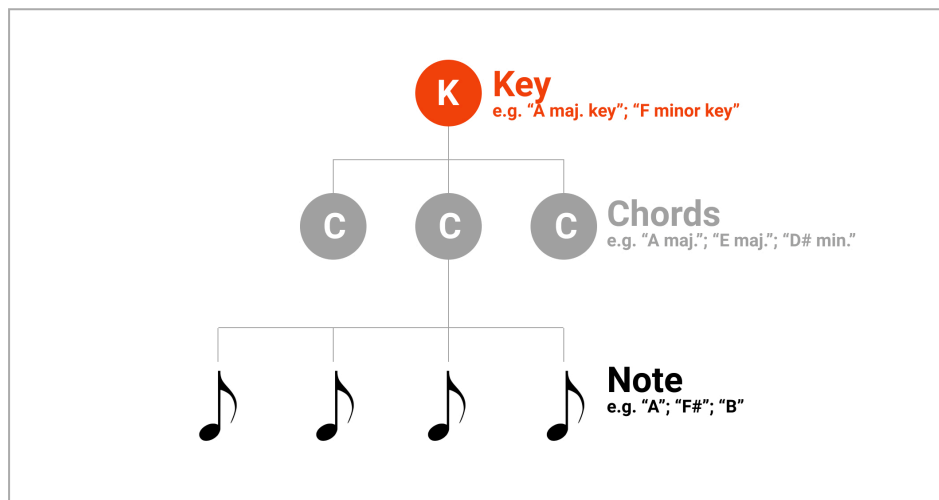 K
Key
e.g. “A maj. key”; “F minor key”
C C C
Chords
e.g. “A maj.”; “E maj.”; “D# min.”
Note
e.g. “A”; “F#”; “B”